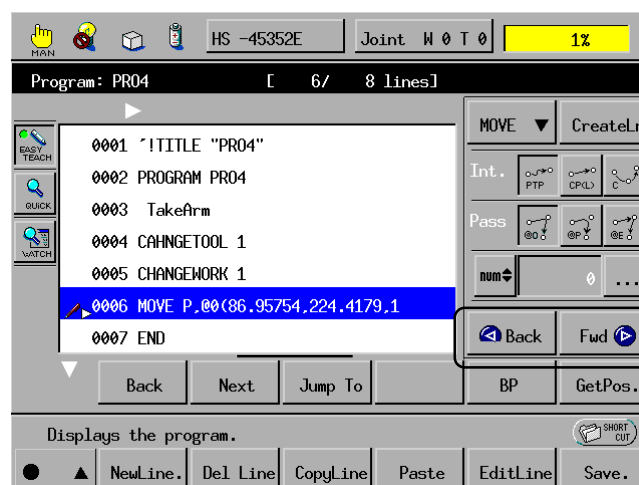 MAN HS -45352E Joint W 0 T 0 1%
Program: PRO4 [ 6/ 8 lines]
MOVE ▼ CreateLn
EASY TEACH
QUICK
WATCH
0001 ´!TITLE "PRO4"
0002 PROGRAM PRO4
0003 TakeArm
0004 CAHNGETOOL 1
0005 CHANGEWORK 1
0006 MOVE P,@0(86.95754,224.4179,1
0007 END
Int. PTP CP(L) C
Pass @0 @P @E
num 0 ...
Back Fwd
Back Next Jump To BP GetPos.
Displays the program. SHORT CUT
NewLine. Del Line CopyLine Paste EditLine Save.